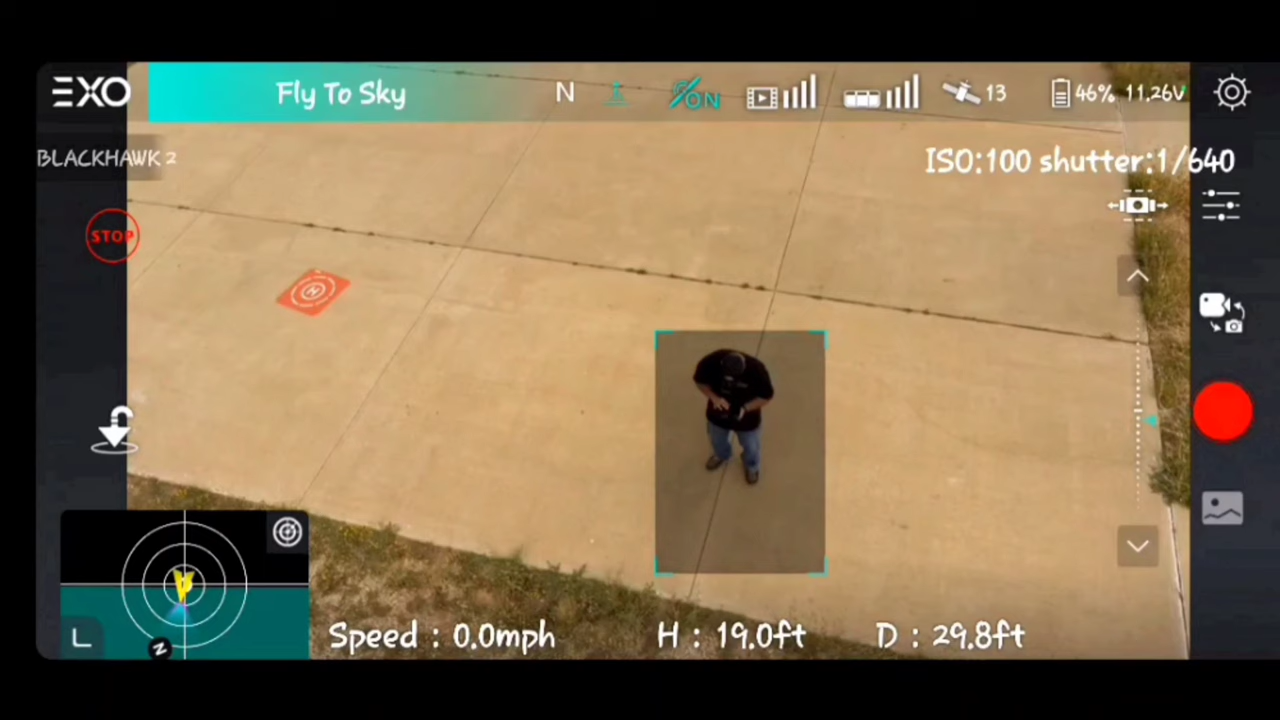 EXO
Fly To Sky
N
ON
13
46% 11.26V
BLACKHAWK 2
ISO:100 shutter:1/640
STOP
H
L
N
Speed : 0.0mph
H : 19.0ft
D : 29.8ft